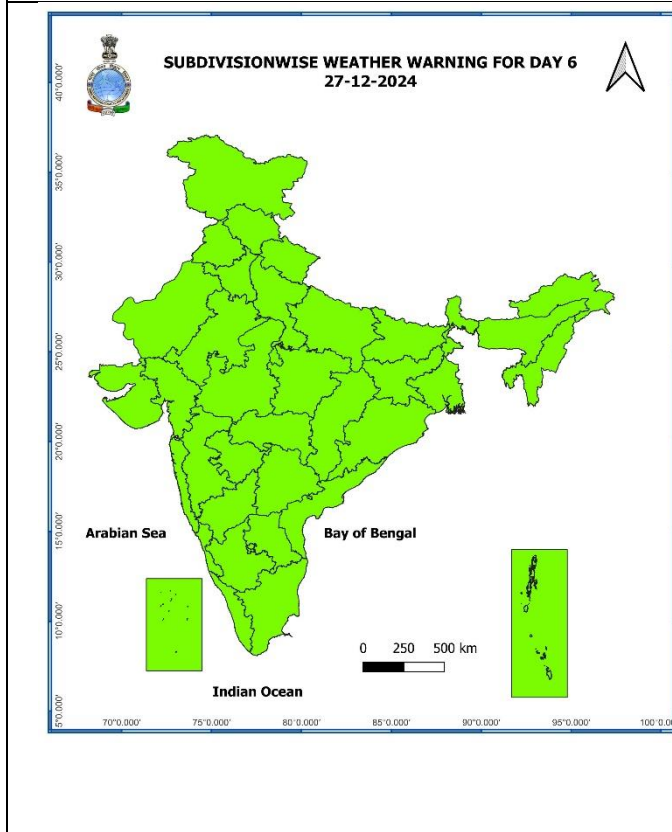 SUBDIVISIONWISE WEATHER WARNING FOR DAY 6
27-12-2024
40°0.000'
35°0.000'
30°0.000'
25°0.000'
20°0.000'
15°0.000'
10°0.000'
5°0.000'
Arabian Sea
Bay of Bengal
0 250 500 km
Indian Ocean
70°0.000' 75°0.000' 80°0.000' 85°0.000' 90°0.000' 95°0.000' 100°0.0